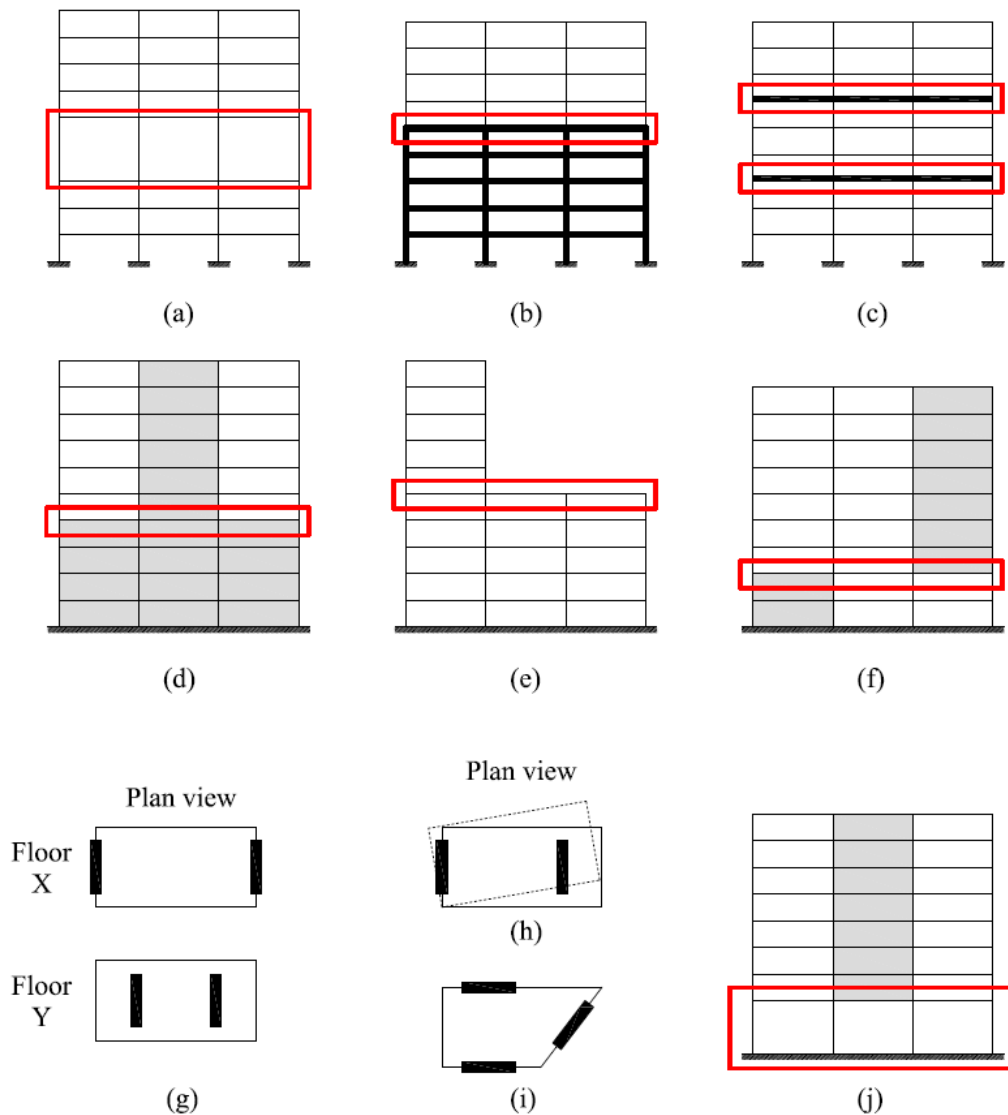 (a)
(b)
(c)
(d)
(e)
(f)
Plan view
Floor
X
Floor
Y
(g)
Plan view
(h)
(i)
(j)